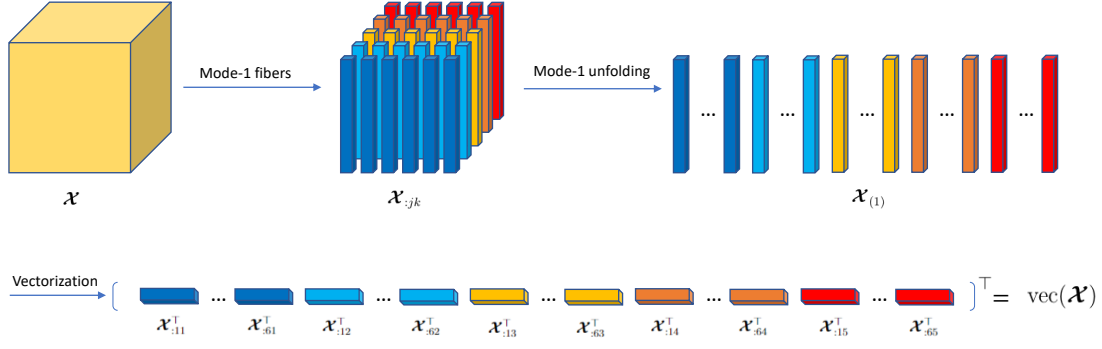 Mode-1 fibers
Mode-1 unfolding
𝓧
𝓧:jk
𝓧(1)
...
...
...
...
...
Vectorization
...
...
...
...
...
⊤
= vec(𝓧)
𝓧⊤:11
𝓧⊤:61
𝓧⊤:12
𝓧⊤:62
𝓧⊤:13
𝓧⊤:63
𝓧⊤:14
𝓧⊤:64
𝓧⊤:15
𝓧⊤:65